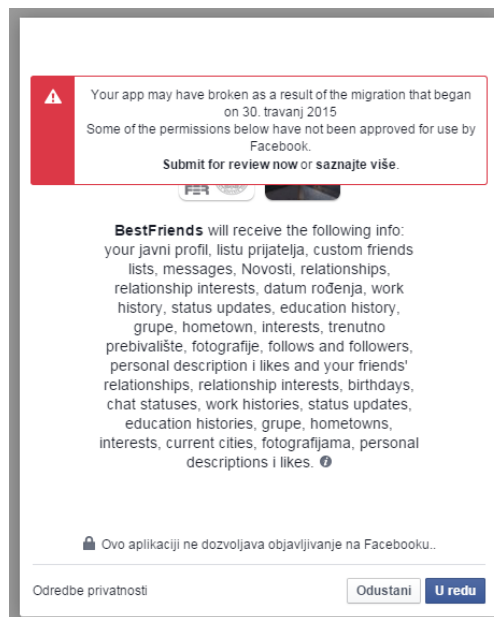 Your app may have broken as a result of the migration that began
on 30. travanj 2015
Some of the permissions below have not been approved for use by
Facebook.
Submit for review now or saznajte više.
FER
BestFriends will receive the following info:
your javni profil, listu prijatelja, custom friends
lists, messages, Novosti, relationships,
relationship interests, datum rođenja, work
history, status updates, education history,
grupe, hometown, interests, trenutno
prebivalište, fotografije, follows and followers,
personal description i likes and your friends'
relationships, relationship interests, birthdays,
chat statuses, work histories, status updates,
education histories, grupe, hometowns,
interests, current cities, fotografijama, personal
descriptions i likes.
Ovo aplikaciji ne dozvoljava objavljivanje na Facebooku..
Odredbe privatnosti
Odustani
U redu